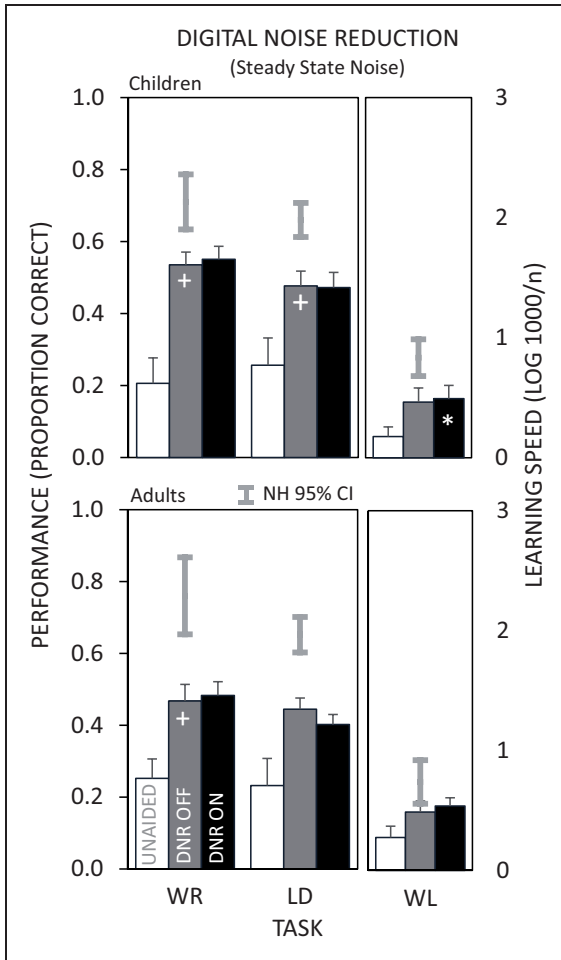 DIGITAL NOISE REDUCTION
(Steady State Noise)
Children
1.0
0.8
0.6
0.4
0.2
0.0
+
+
*
3
2
1
0
PERFORMANCE (PROPORTION CORRECT)
LEARNING SPEED (LOG 1000/n)
Adults
NH 95% CI
1.0
0.8
0.6
0.4
0.2
0.0
+
UNAIDED
DNR OFF
DNR ON
3
2
1
0
WR LD WL
TASK